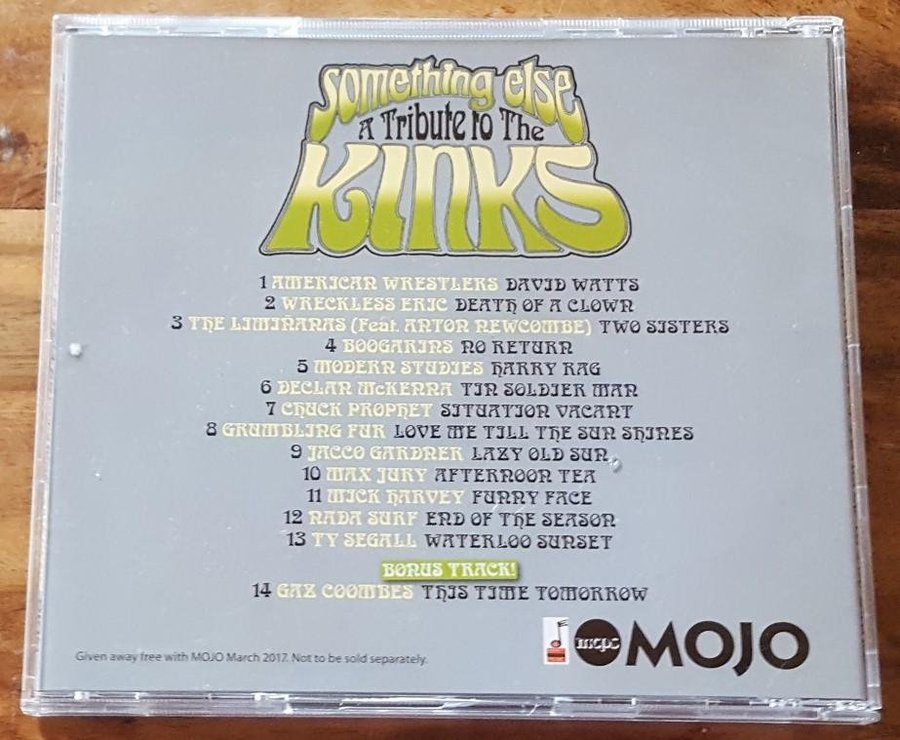 something else
A Tribute to The
KINKS
1 AMERICAN WRESTLERS DAVID WATTS
2 WRECKLESS ERIC DEATH OF A CLOWN
3 THE LIMIÑANAS (Feat. ANTON NEWCOMBE) TWO SISTERS
4 BOOGARINS NO RETURN
5 MODERN STUDIES HARRY RAG
6 DECLAN McKENNA TIN SOLDIER MAN
7 CHUCK PROPHET SITUATION VACANT
8 GRUMBLING FUR LOVE ME TILL THE SUN SHINES
9 JACCO GARDNER LAZY OLD SUN
10 MAX JURY AFTERNOON TEA
11 MICK HARVEY FUNNY FACE
12 NADA SURF END OF THE SEASON
13 TY SEGALL WATERLOO SUNSET
BONUS TRACK!
14 GAZ COOMBES THIS TIME TOMORROW
mcps MOJO
Given away free with MOJO March 2017. Not to be sold separately.